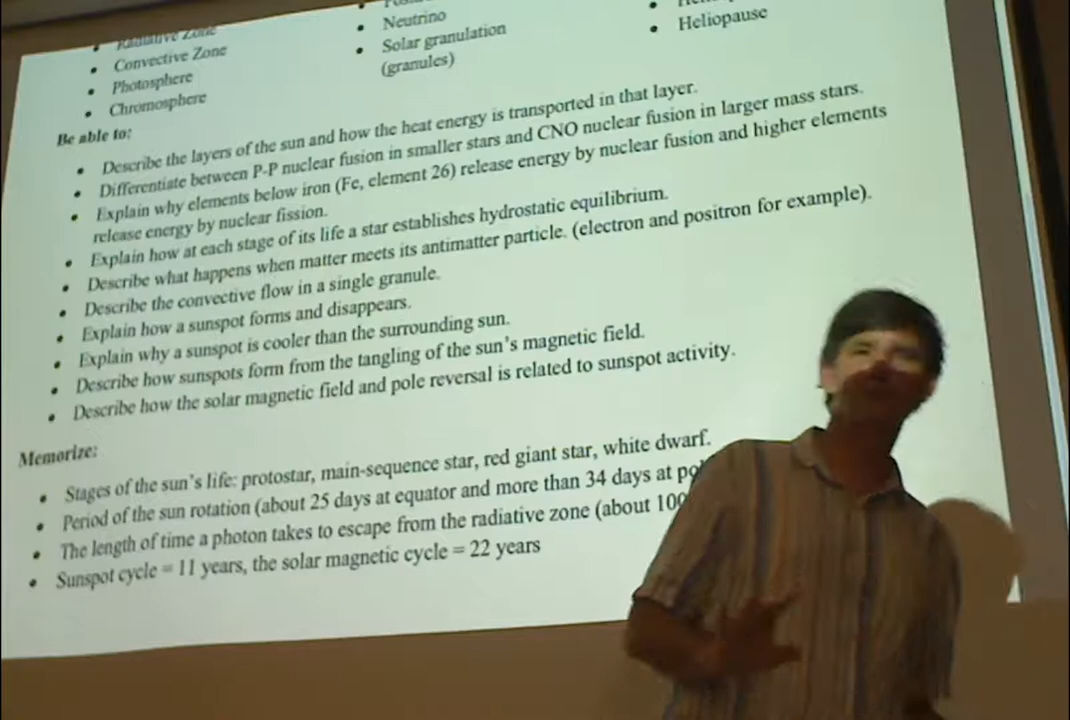 Radiative Zone
• Convective Zone
• Photosphere
• Chromosphere
• Neutrino
• Solar granulation
(granules)
• Heliopause
Be able to:
• Describe the layers of the sun and how the heat energy is transported in that layer.
• Differentiate between P-P nuclear fusion in smaller stars and CNO nuclear fusion in larger mass stars.
• Explain why elements below iron (Fe, element 26) release energy by nuclear fusion and higher elements
release energy by nuclear fission.
• Explain how at each stage of its life a star establishes hydrostatic equilibrium.
• Describe what happens when matter meets its antimatter particle. (electron and positron for example).
• Describe the convective flow in a single granule.
• Explain how a sunspot forms and disappears.
• Explain why a sunspot is cooler than the surrounding sun.
• Describe how sunspots form from the tangling of the sun's magnetic field.
• Describe how the solar magnetic field and pole reversal is related to sunspot activity.
Memorize:
• Stages of the sun's life: protostar, main-sequence star, red giant star, white dwarf.
• Period of the sun rotation (about 25 days at equator and more than 34 days at
• The length of time a photon takes to escape from the radiative zone (about
• Sunspot cycle = 11 years, the solar magnetic cycle = 22 years